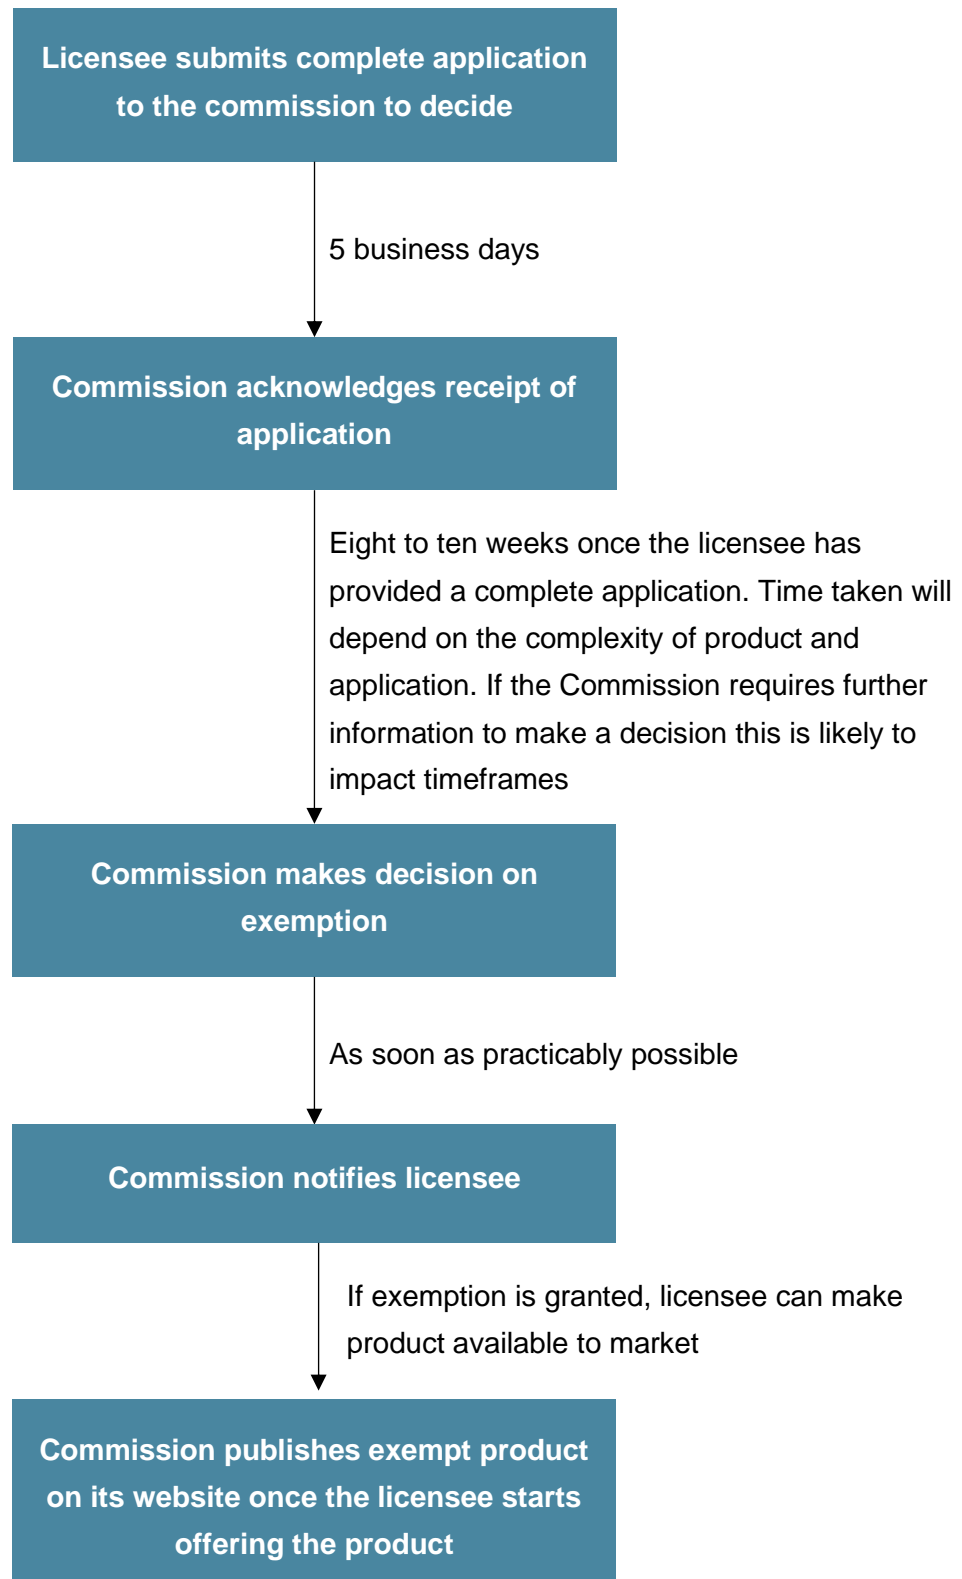 Licensee submits complete application
to the commission to decide
5 business days
Commission acknowledges receipt of
application
Eight to ten weeks once the licensee has
provided a complete application. Time taken will
depend on the complexity of product and
application. If the Commission requires further
information to make a decision this is likely to
impact timeframes
Commission makes decision on
exemption
As soon as practicably possible
Commission notifies licensee
If exemption is granted, licensee can make
product available to market
Commission publishes exempt product
on its website once the licensee starts
offering the product